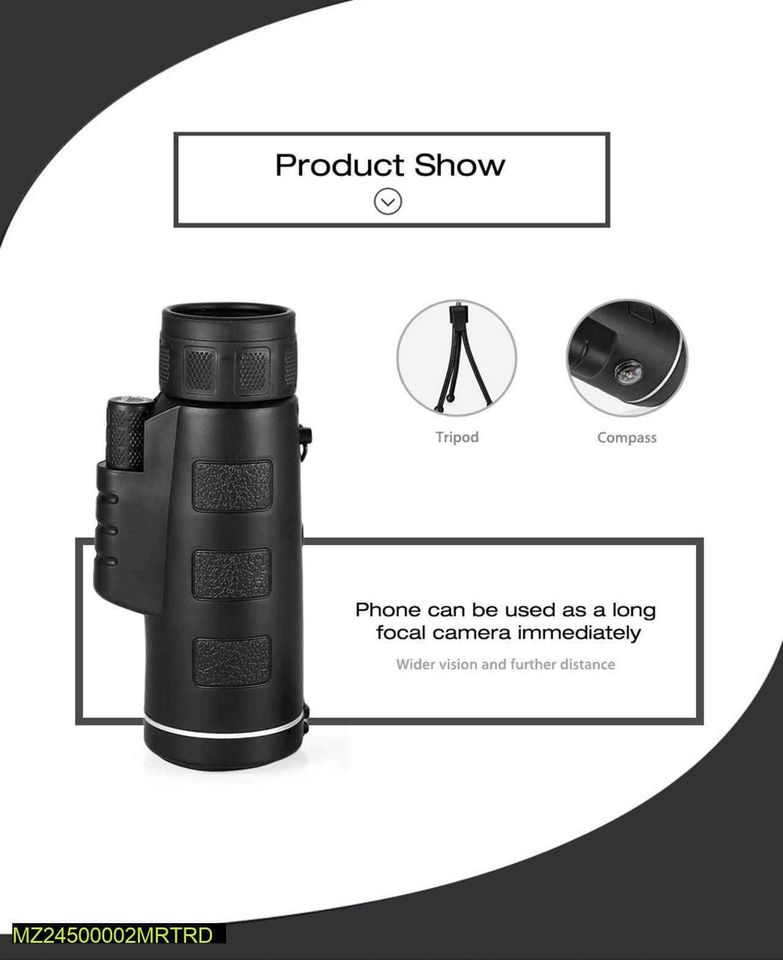 Product Show
Tripod
Compass
Phone can be used as a long
focal camera immediately
Wider vision and further distance
MZ24500002MRTRD